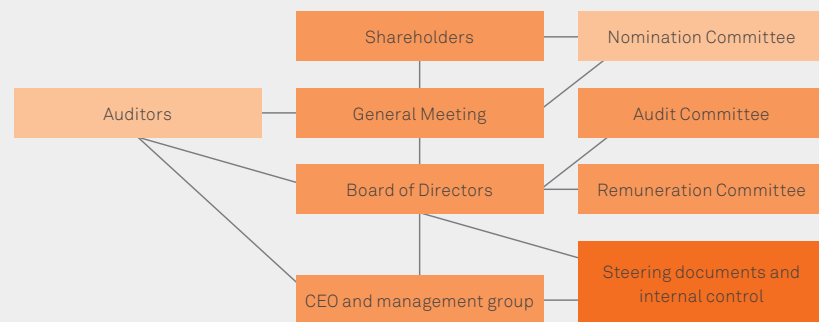 Shareholders
Nomination Committee
Auditors
General Meeting
Audit Committee
Board of Directors
Remuneration Committee
Steering documents and
internal control
CEO and management group